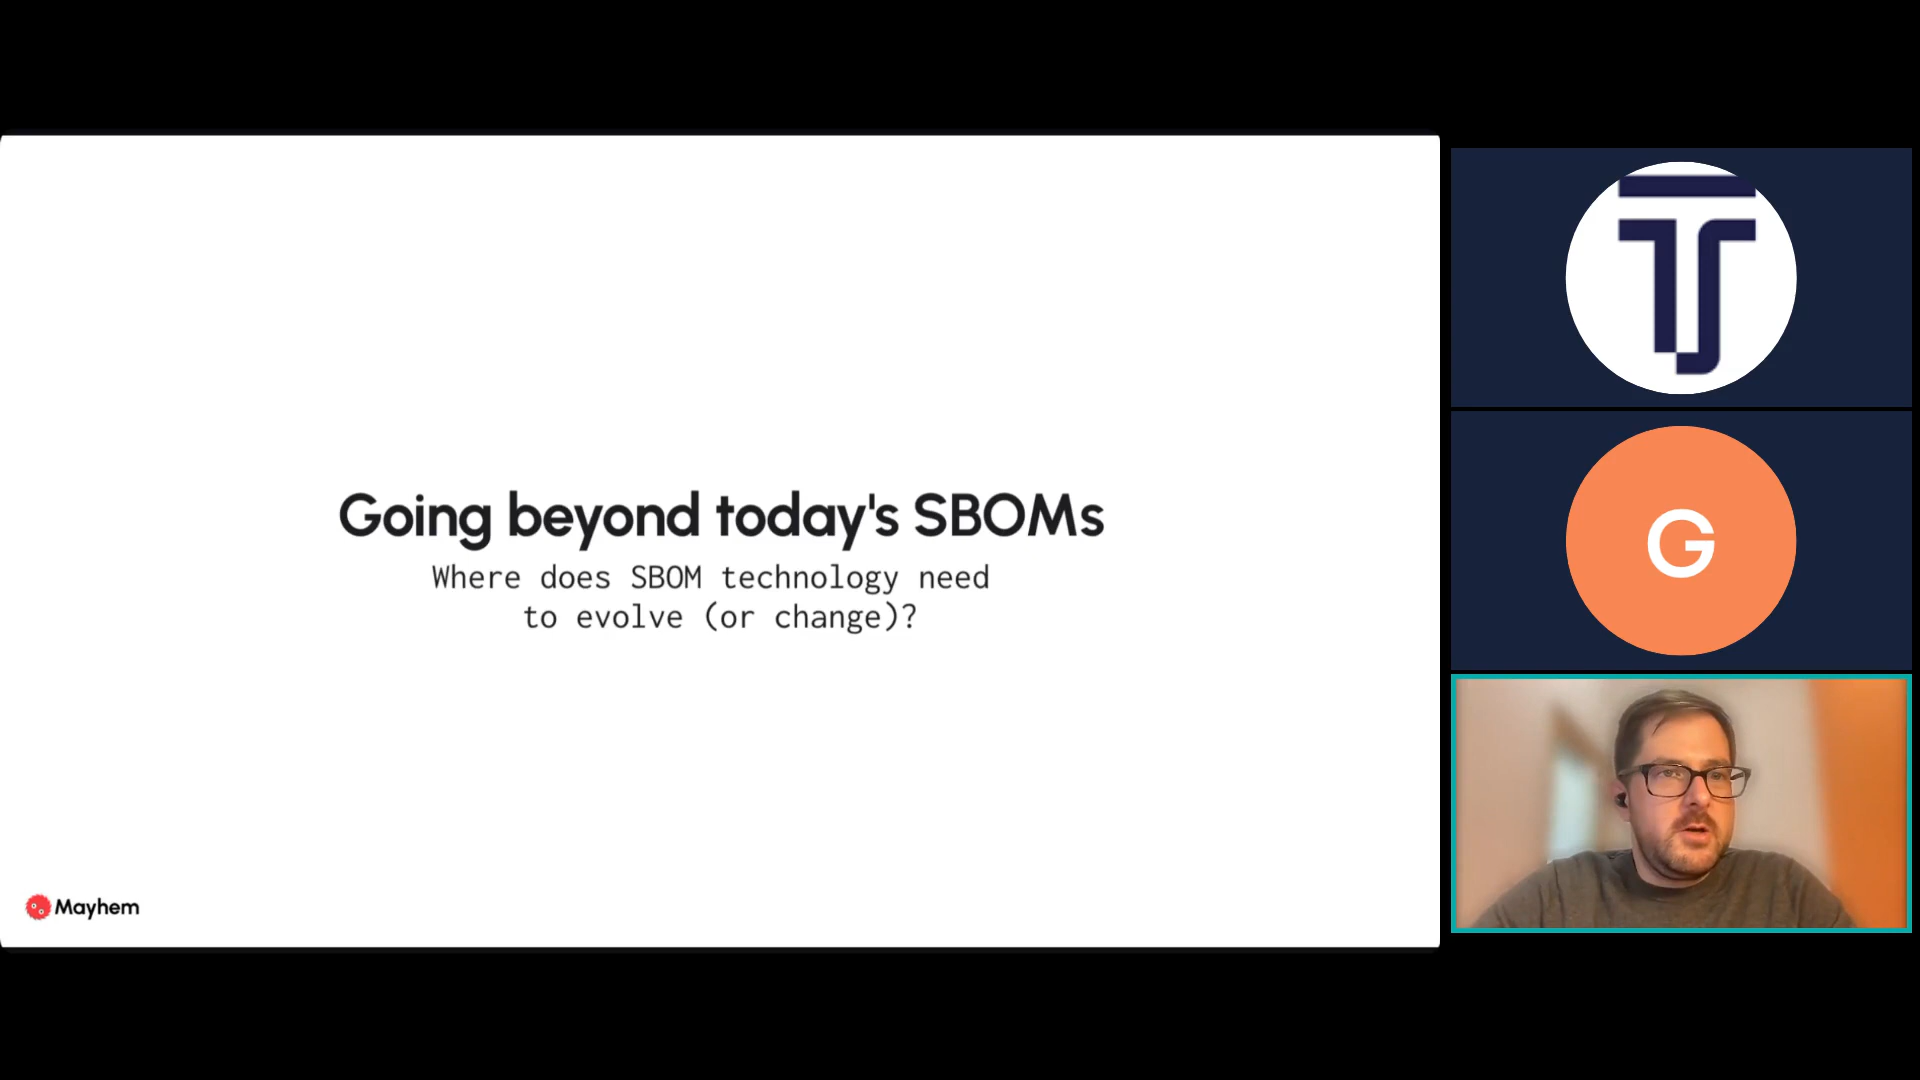 Going beyond today's SBOMs
Where does SBOM technology need
to evolve (or change)?
Mayhem
G